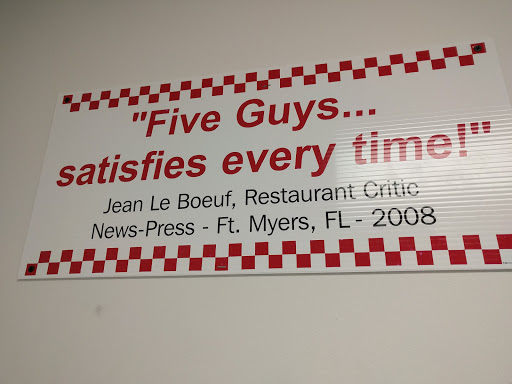 "Five Guys...
satisfies every time!"
Jean Le Boeuf, Restaurant Critic
News-Press - Ft. Myers, FL - 2008